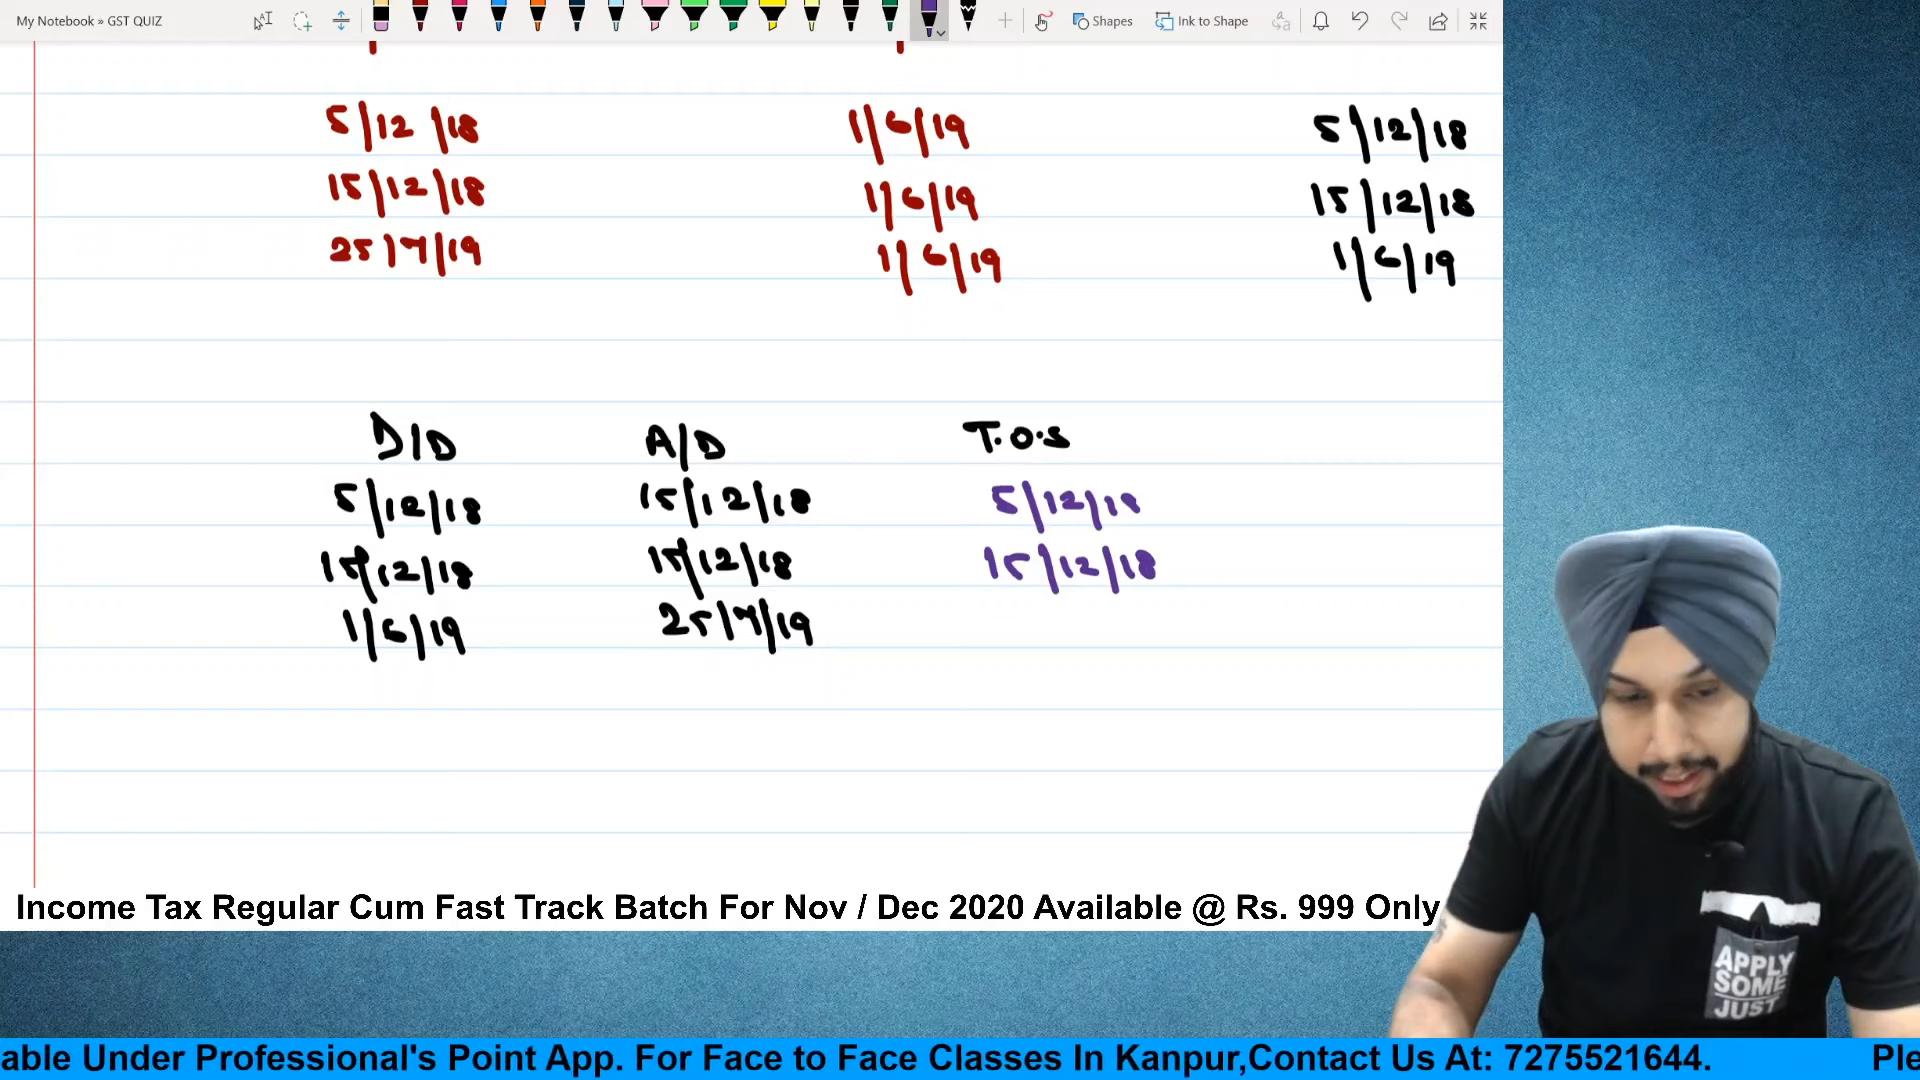 My Notebook » GST QUIZ
Shapes
Ink to Shape
5/12/18 1/6/19 5/12/18
15/12/18 1/6/19 15/12/18
25/7/19 1/6/19 1/6/19
D/D A/D T.O.S
5/12/18 15/12/18 5/12/18
15/12/18 15/12/18 15/12/18
1/6/19 25/7/19
Income Tax Regular Cum Fast Track Batch For Nov / Dec 2020 Available @ Rs. 999 Only
APPLY
SOME
JUST
able Under Professional's Point App. For Face to Face Classes In Kanpur,Contact Us At: 7275521644. Ple